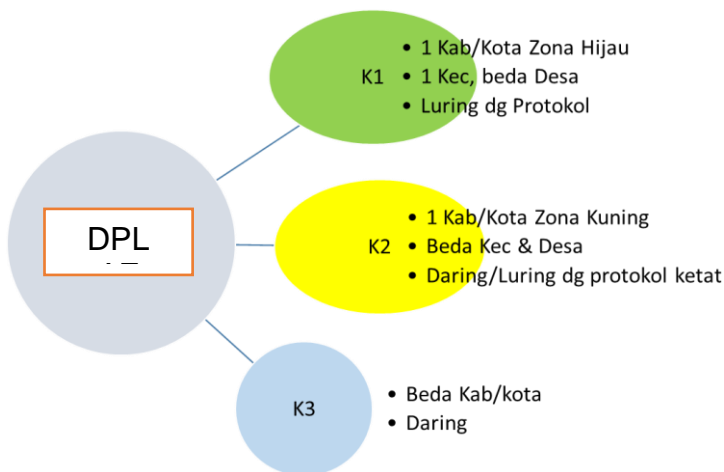 DPL
K1
• 1 Kab/Kota Zona Hijau
• 1 Kec, beda Desa
• Luring dg Protokol
K2
• 1 Kab/Kota Zona Kuning
• Beda Kec & Desa
• Daring/Luring dg protokol ketat
K3
• Beda Kab/kota
• Daring